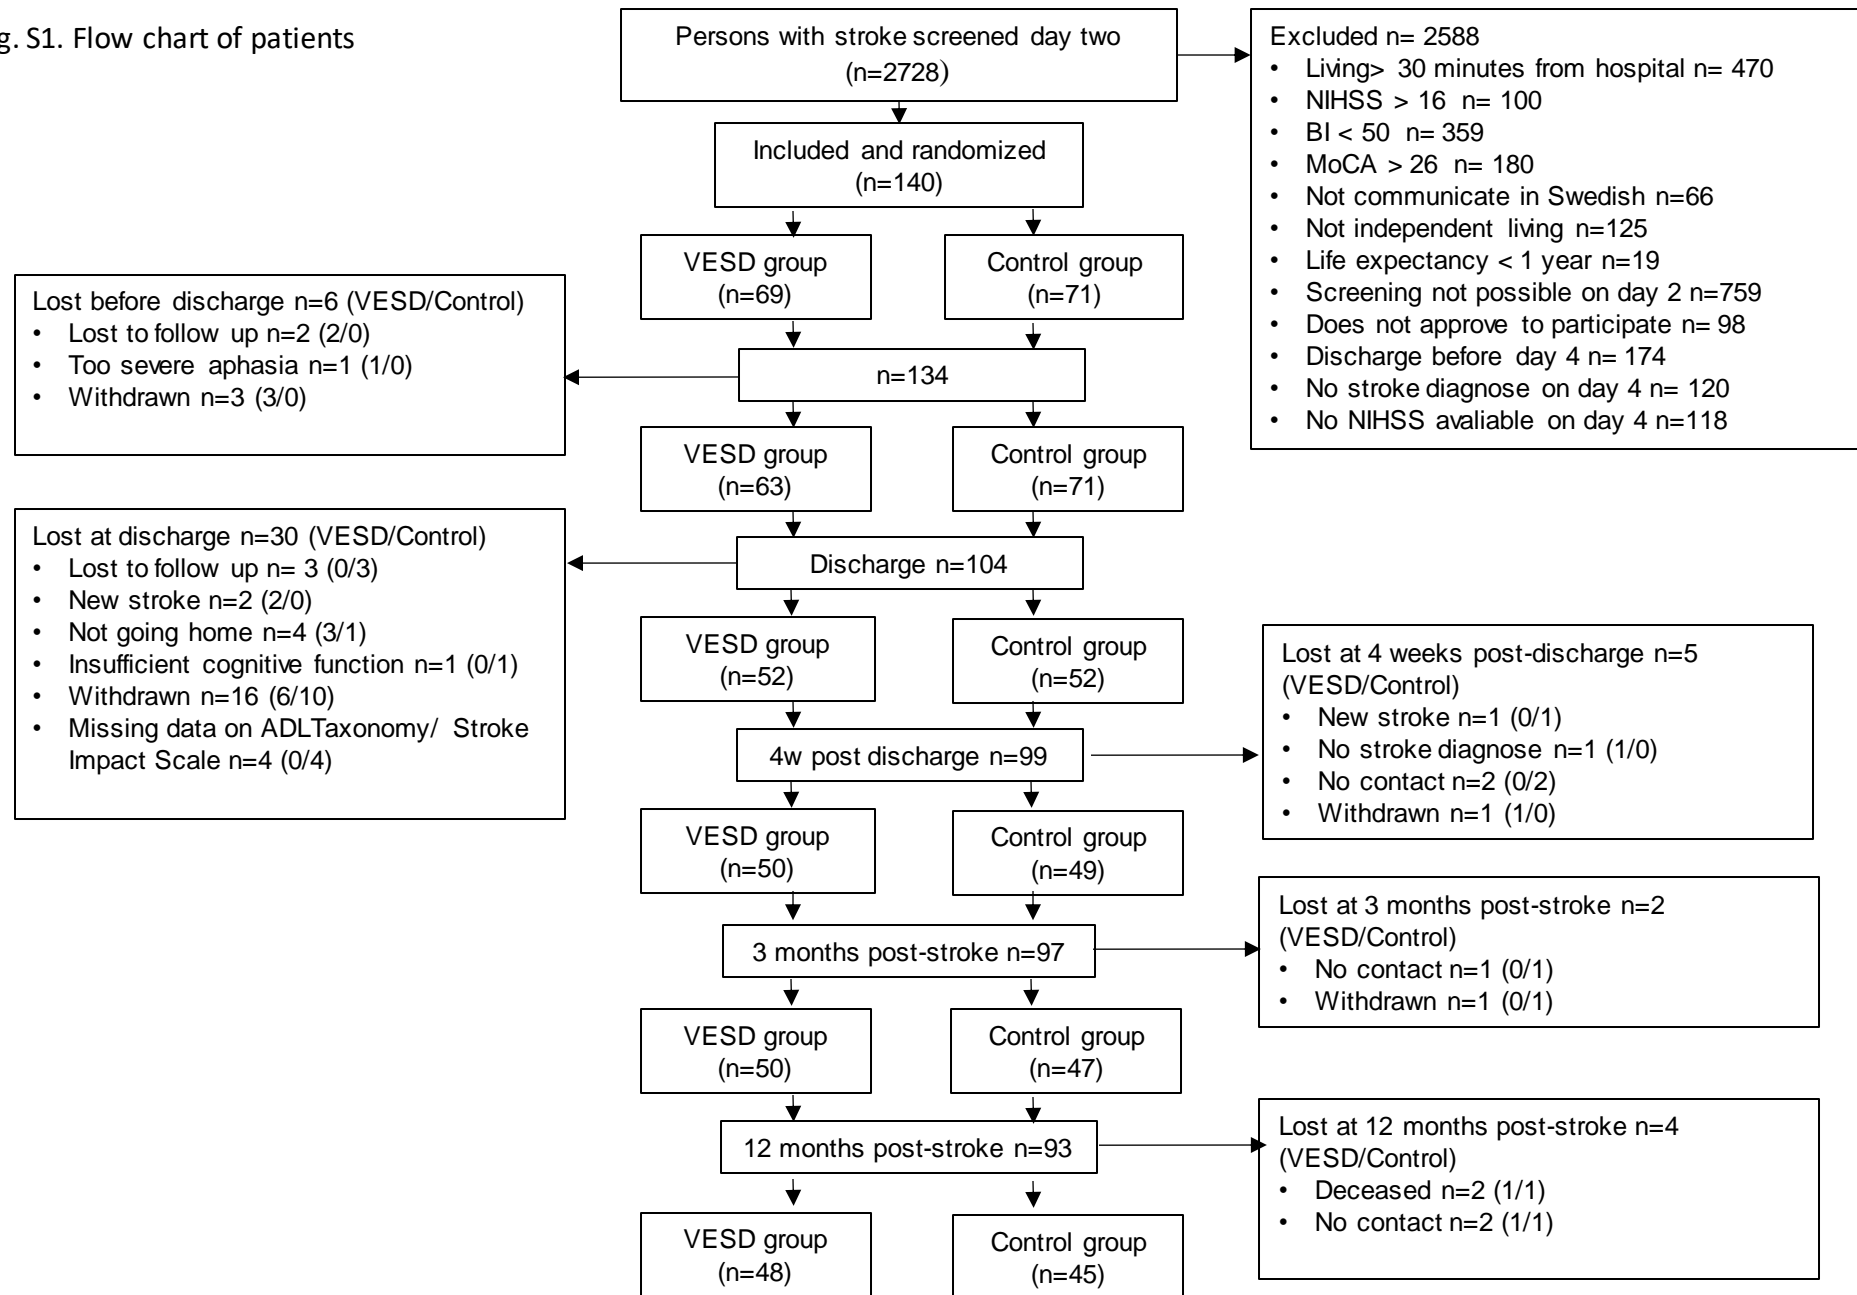 g. S1. Flow chart of patients
Persons with stroke screened day two
(n=2728)
Excluded n= 2588
• Living> 30 minutes from hospital n= 470
• NIHSS > 16 n= 100
• BI < 50 n= 359
• MoCA > 26 n= 180
• Not communicate in Swedish n=66
• Not independent living n=125
• Life expectancy < 1 year n=19
• Screening not possible on day 2 n=759
• Does not approve to participate n= 98
• Discharge before day 4 n= 174
• No stroke diagnose on day 4 n= 120
• No NIHSS avaliable on day 4 n=118
Included and randomized
(n=140)
VESD group
(n=69)
Control group
(n=71)
Lost before discharge n=6 (VESD/Control)
• Lost to follow up n=2 (2/0)
• Too severe aphasia n=1 (1/0)
• Withdrawn n=3 (3/0)
n=134
VESD group
(n=63)
Control group
(n=71)
Lost at discharge n=30 (VESD/Control)
• Lost to follow up n= 3 (0/3)
• New stroke n=2 (2/0)
• Not going home n=4 (3/1)
• Insufficient cognitive function n=1 (0/1)
• Withdrawn n=16 (6/10)
• Missing data on ADLTaxonomy/ Stroke
Impact Scale n=4 (0/4)
Discharge n=104
VESD group
(n=52)
Control group
(n=52)
Lost at 4 weeks post-discharge n=5
(VESD/Control)
• New stroke n=1 (0/1)
• No stroke diagnose n=1 (1/0)
• No contact n=2 (0/2)
• Withdrawn n=1 (1/0)
4w post discharge n=99
VESD group
(n=50)
Control group
(n=49)
Lost at 3 months post-stroke n=2
(VESD/Control)
• No contact n=1 (0/1)
• Withdrawn n=1 (0/1)
3 months post-stroke n=97
VESD group
(n=50)
Control group
(n=47)
Lost at 12 months post-stroke n=4
(VESD/Control)
• Deceased n=2 (1/1)
• No contact n=2 (1/1)
12 months post-stroke n=93
VESD group
(n=48)
Control group
(n=45)